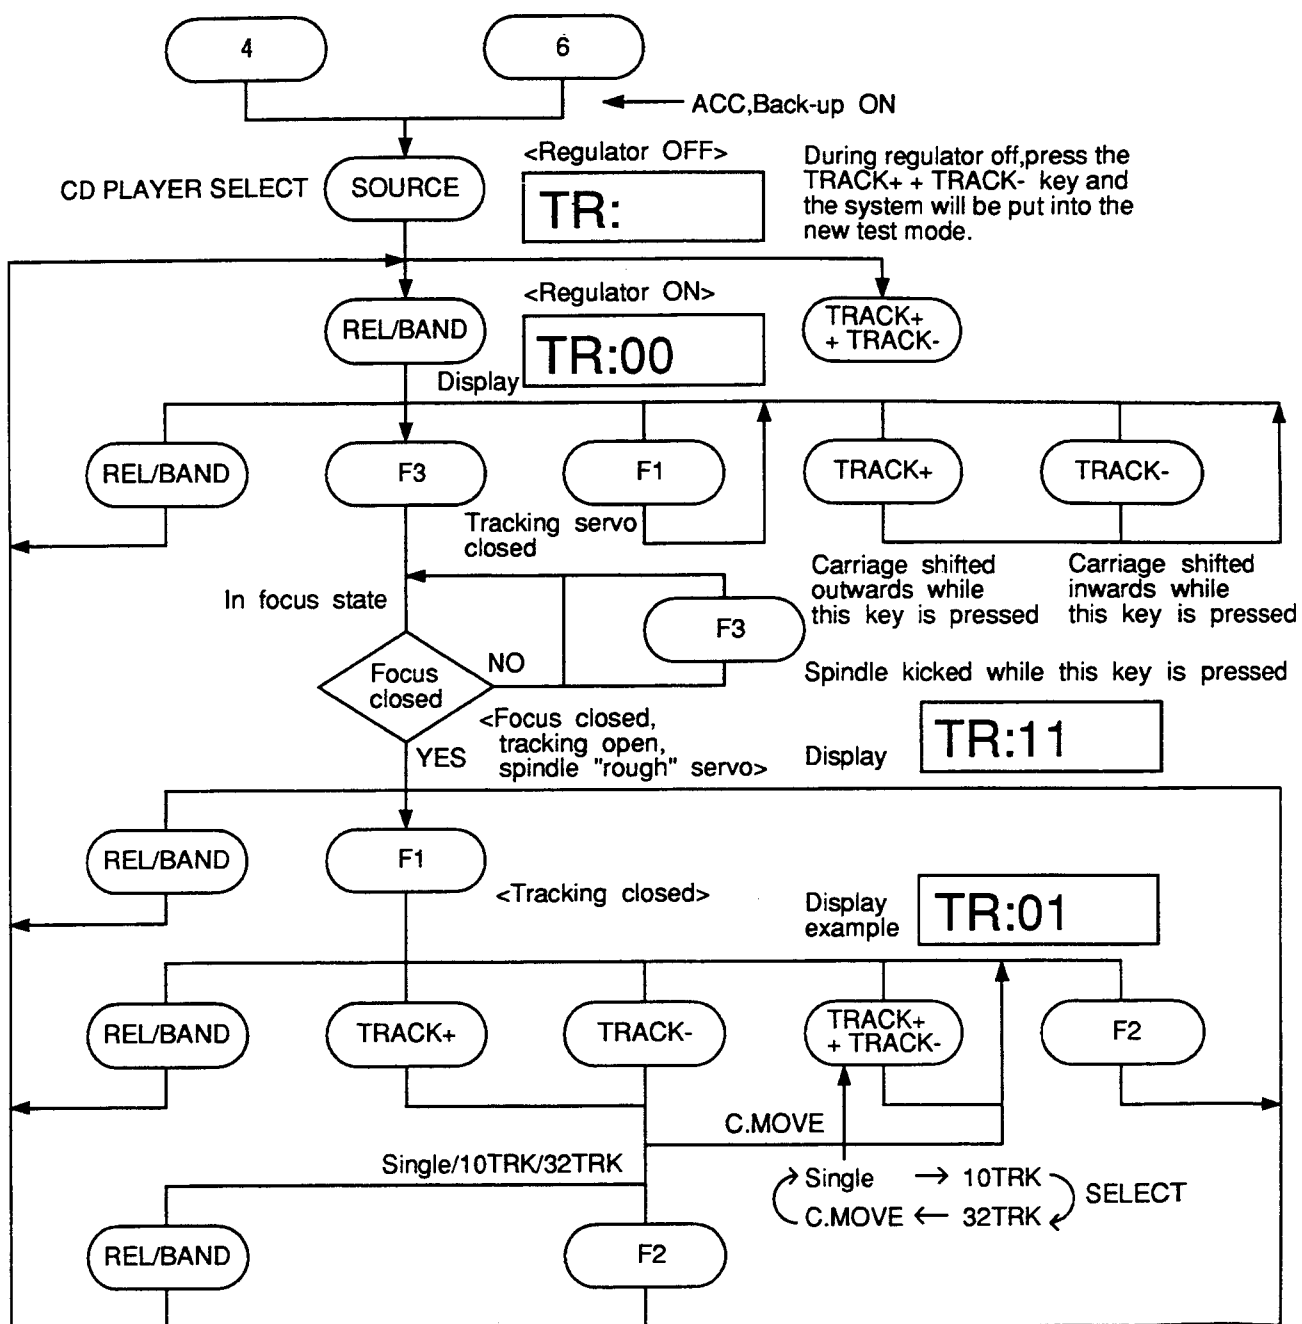 4
6
ACC,Back-up ON
<Regulator OFF>
CD PLAYER SELECT
SOURCE
TR:
During regulator off,press the
TRACK+ + TRACK- key and
the system will be put into the
new test mode.
<Regulator ON>
REL/BAND
TR:00
TRACK+
+ TRACK-
Display
REL/BAND
F3
F1
TRACK+
TRACK-
Tracking servo
closed
Carriage shifted
outwards while
this key is pressed
Carriage shifted
inwards while
this key is pressed
In focus state
F3
Focus
closed
NO
Spindle kicked while this key is pressed
YES
<Focus closed,
tracking open,
spindle "rough" servo>
Display
TR:11
REL/BAND
F1
<Tracking closed>
Display
example
TR:01
REL/BAND
TRACK+
TRACK-
TRACK+
+ TRACK-
F2
C.MOVE
Single/10TRK/32TRK
Single → 10TRK
C.MOVE ← 32TRK
SELECT
REL/BAND
F2